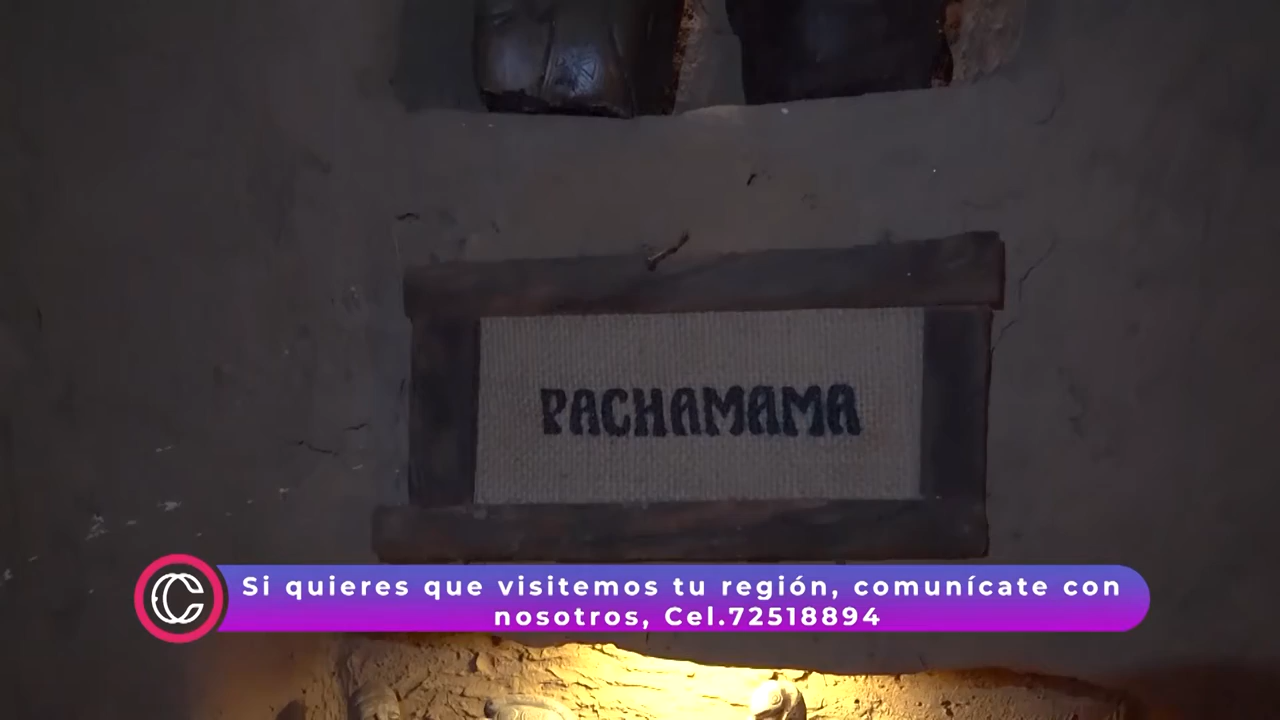 PACHAMAMA
Si quieres que visitemos tu región, comunícate con
nosotros, Cel.72518894